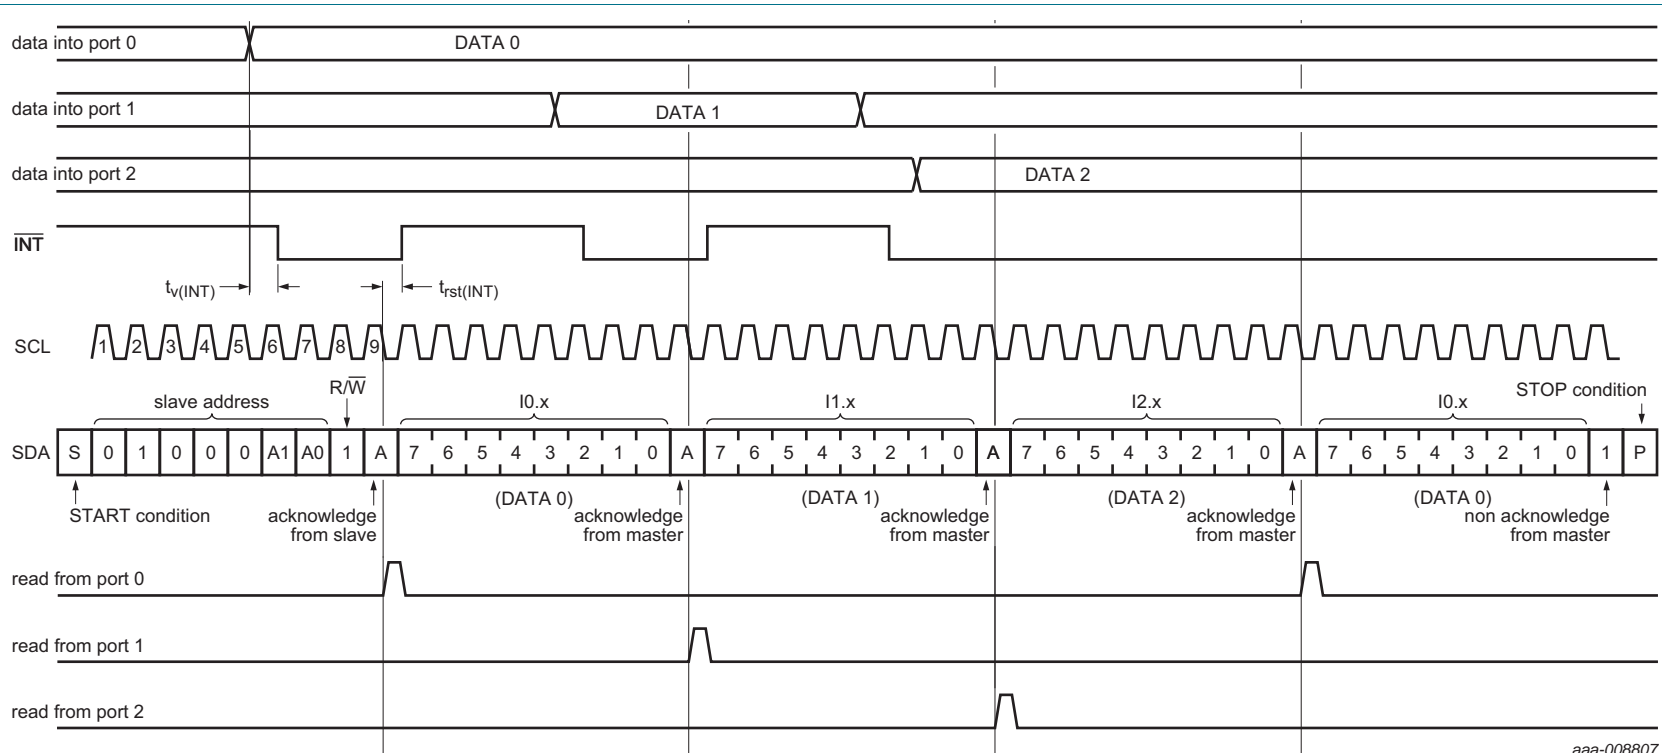 data into port 0
DATA 0
data into port 1
DATA 1
data into port 2
DATA 2
INT
tv(INT)
trst(INT)
SCL
1 2 3 4 5 6 7 8 9
R/W
STOP condition
slave address
I0.x
I1.x
I2.x
I0.x
SDA S 0 1 0 0 0 A1 A0 1 A 7 6 5 4 3 2 1 0 A 7 6 5 4 3 2 1 0 A 7 6 5 4 3 2 1 0 A 7 6 5 4 3 2 1 0 1 P
(DATA 0)
(DATA 1)
(DATA 2)
(DATA 0)
START condition
acknowledge
from slave
acknowledge
from master
acknowledge
from master
acknowledge
from master
non acknowledge
from master
read from port 0
read from port 1
read from port 2
aaa-008807